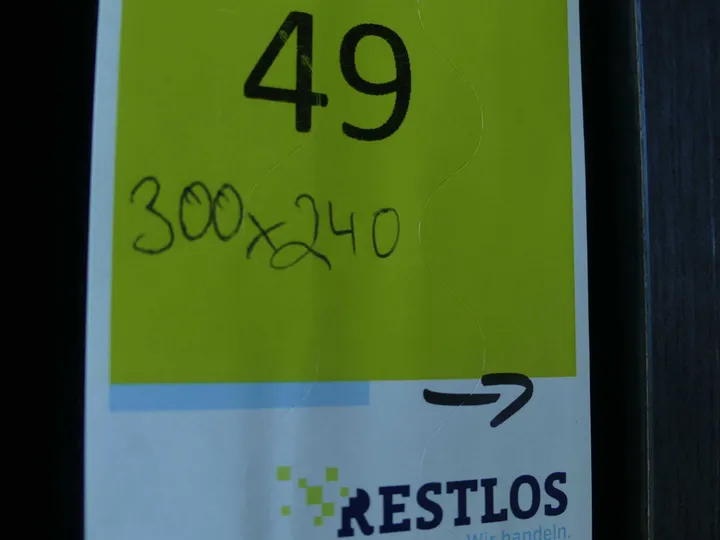 49
300x240
RESTLOS
Wir handeln.